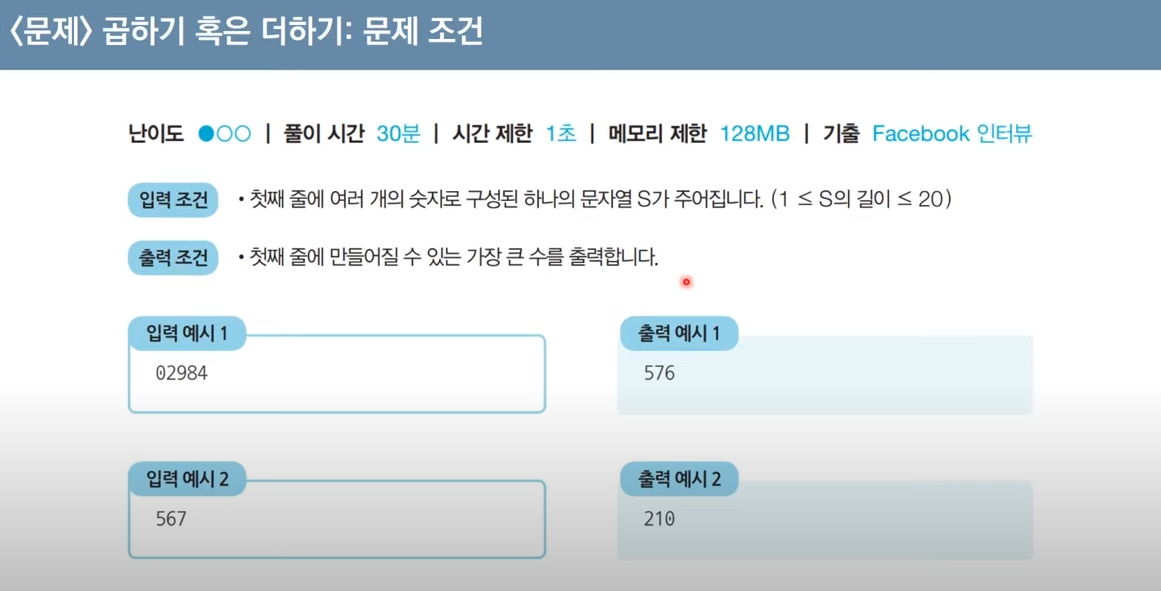 〈문제〉 곱하기 혹은 더하기: 문제 조건
난이도 ●○○ | 풀이 시간 30분 | 시간 제한 1초 | 메모리 제한 128MB | 기출 Facebook 인터뷰
입력 조건 • 첫째 줄에 여러 개의 숫자로 구성된 하나의 문자열 S가 주어집니다. (1 ≤ S의 길이 ≤ 20)
출력 조건 • 첫째 줄에 만들어질 수 있는 가장 큰 수를 출력합니다.
입력 예시 1
02984
출력 예시 1
576
입력 예시 2
567
출력 예시 2
210